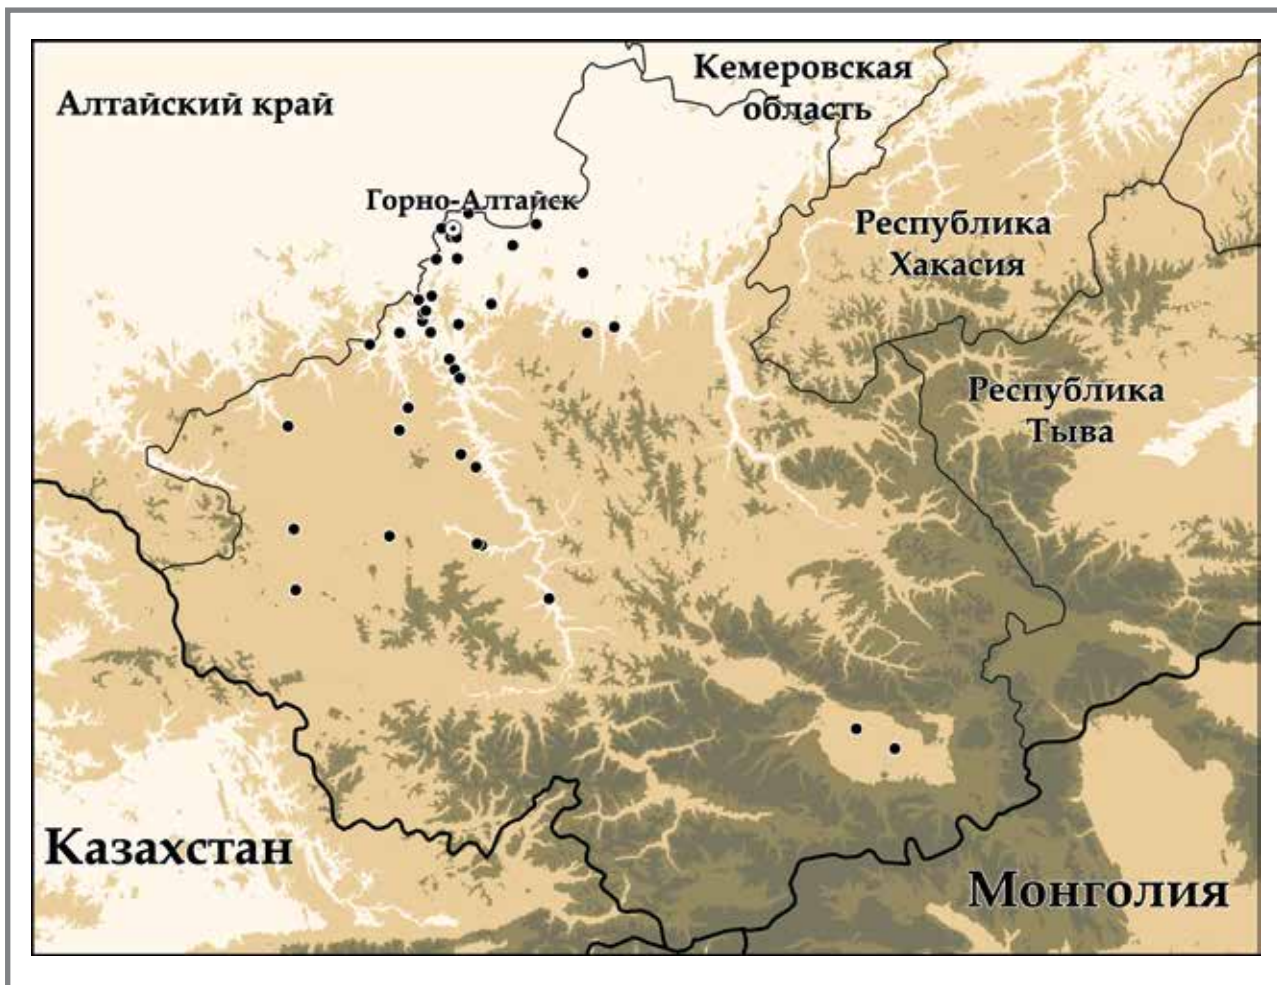 Кемеровская
область
Алтайский край
Горно-Алтайск
Республика
Хакасия
Республика
Тыва
Казахстан
Монголия